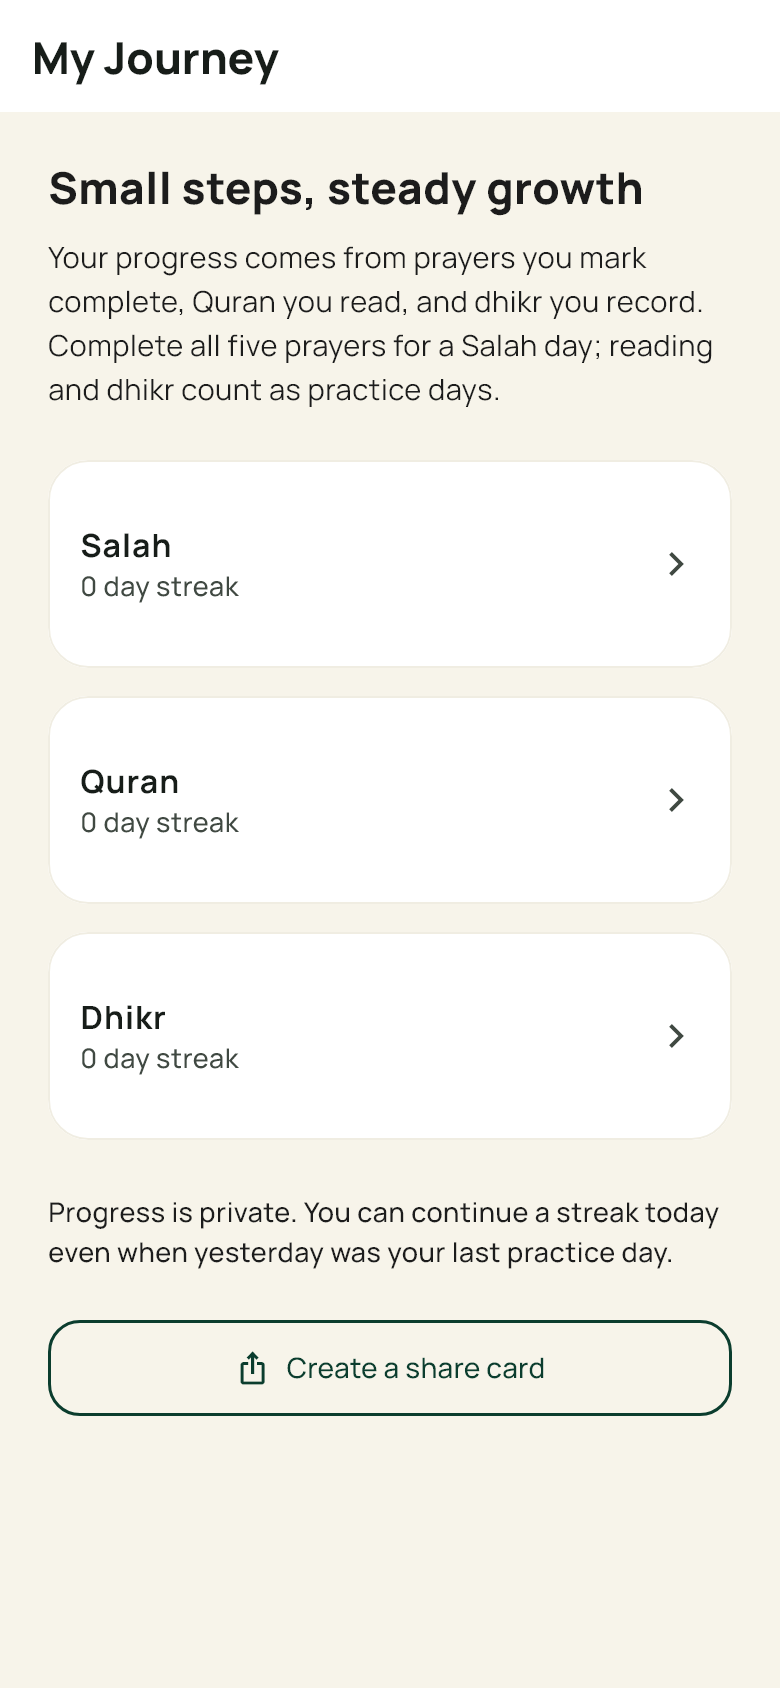 My Journey
Small steps, steady growth
Your progress comes from prayers you mark
complete, Quran you read, and dhikr you record.
Complete all five prayers for a Salah day; reading
and dhikr count as practice days.
Salah
0 day streak
Quran
0 day streak
Dhikr
0 day streak
Progress is private. You can continue a streak today
even when yesterday was your last practice day.
Create a share card